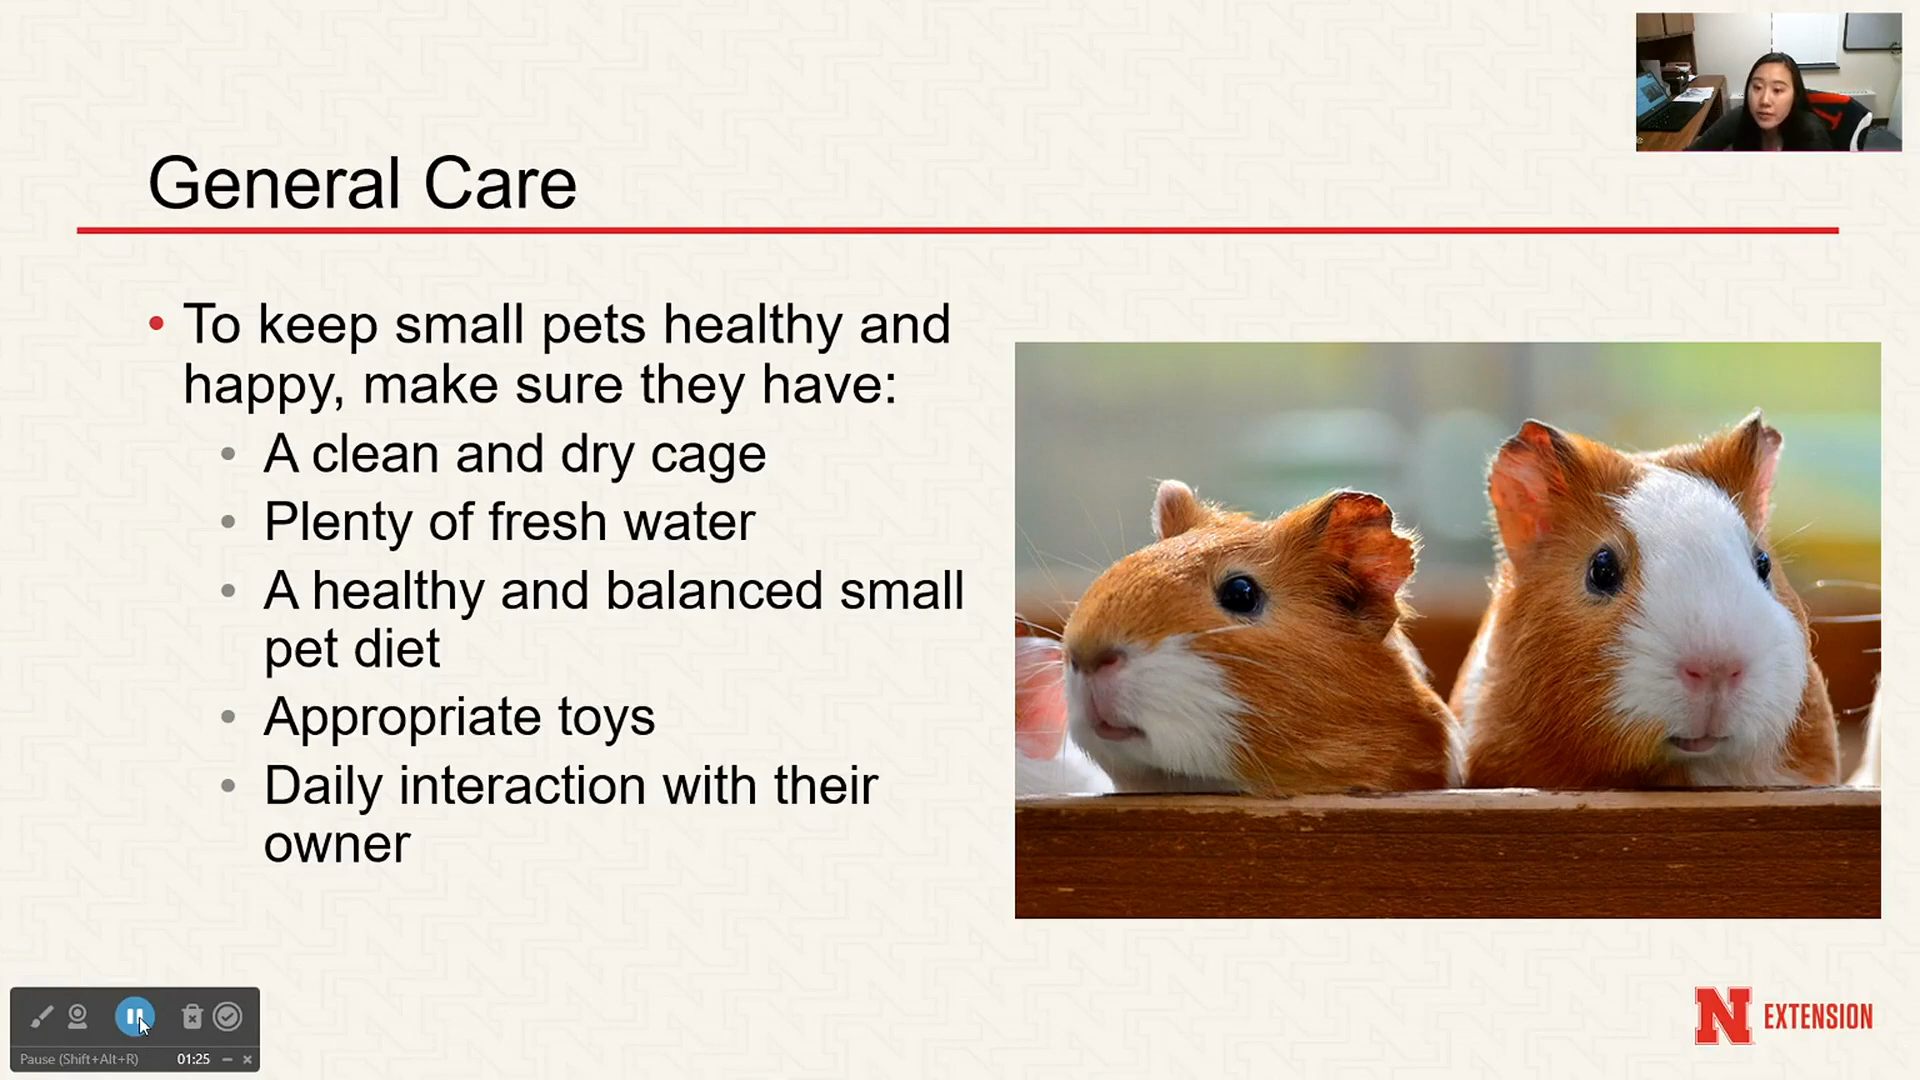 General Care
• To keep small pets healthy and
happy, make sure they have:
• A clean and dry cage
• Plenty of fresh water
• A healthy and balanced small
pet diet
• Appropriate toys
• Daily interaction with their
owner
Pause (Shift+Alt+R) 01:25
N EXTENSION